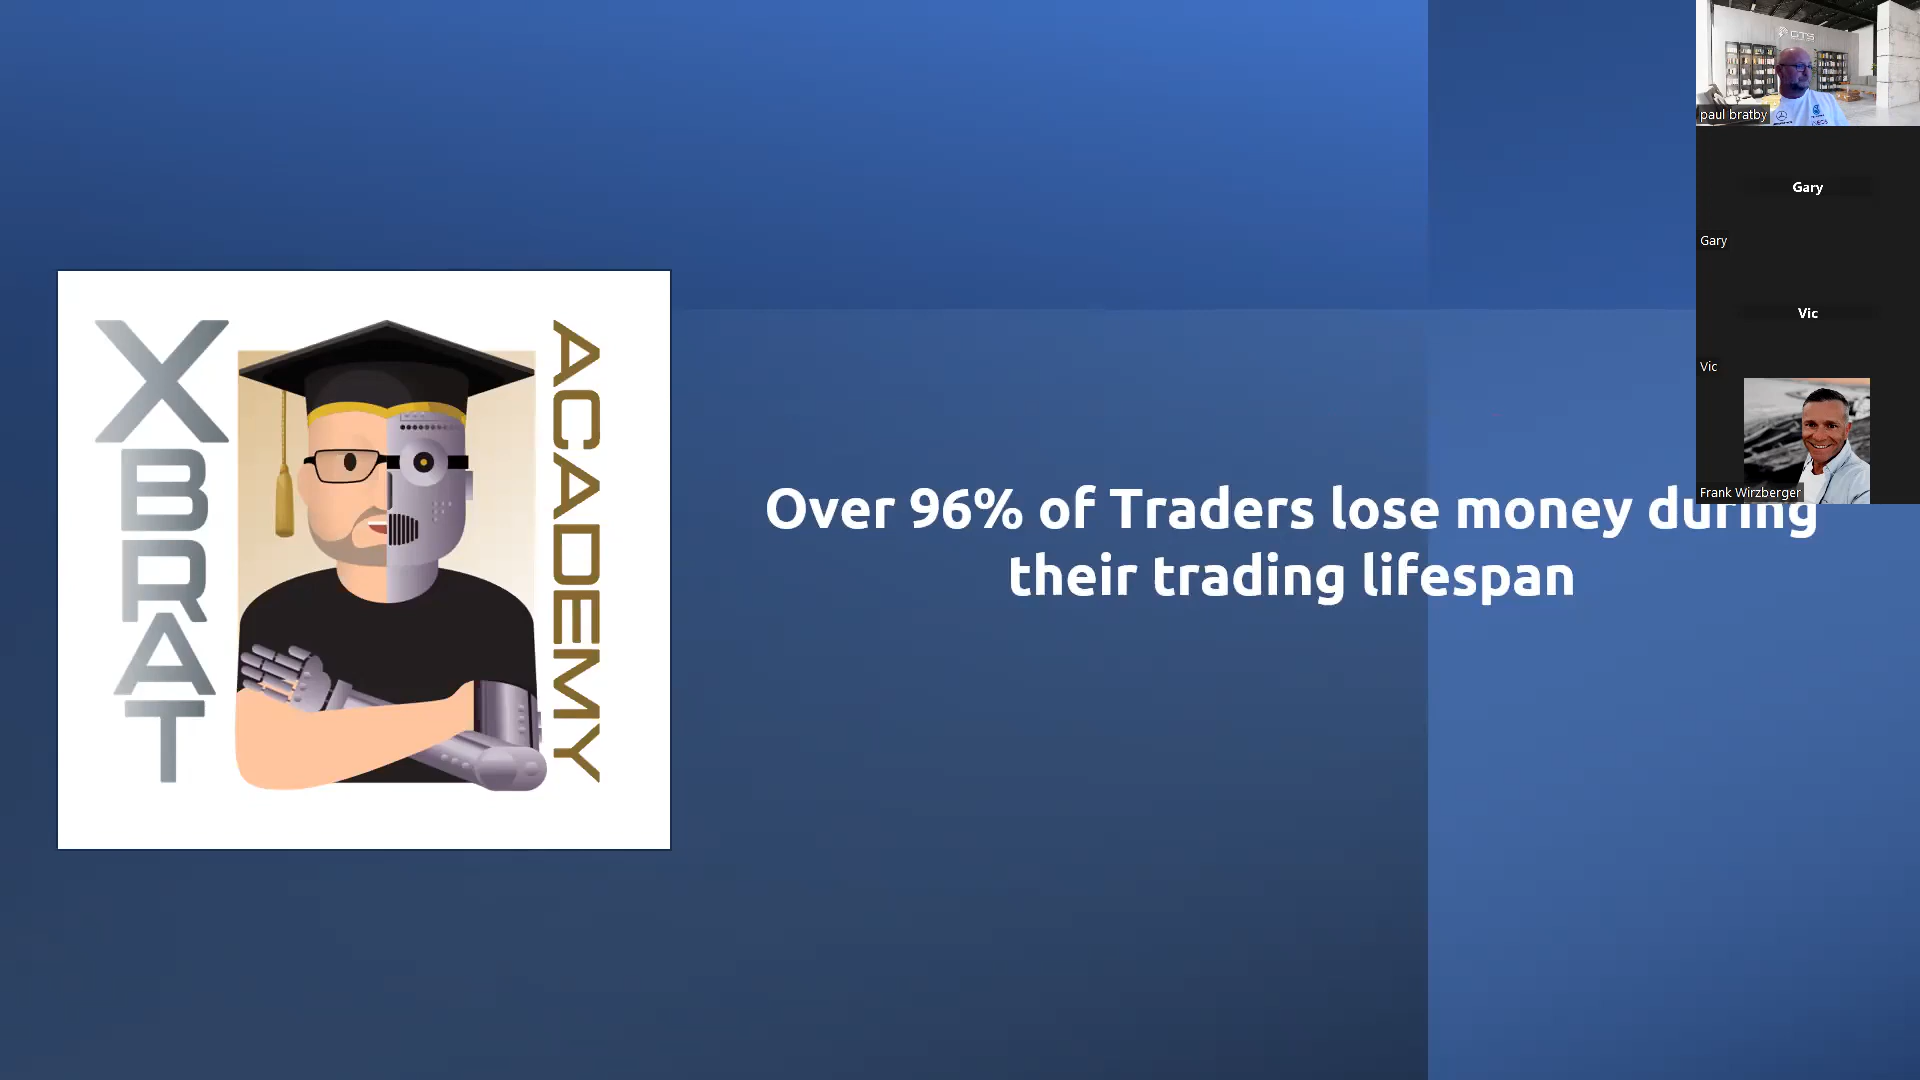 XBRAT
ACADEMY
Over 96% of Traders lose money during
their trading lifespan
OTS
paul bratby
Gary
Gary
Vic
Vic
Frank Wirzberger